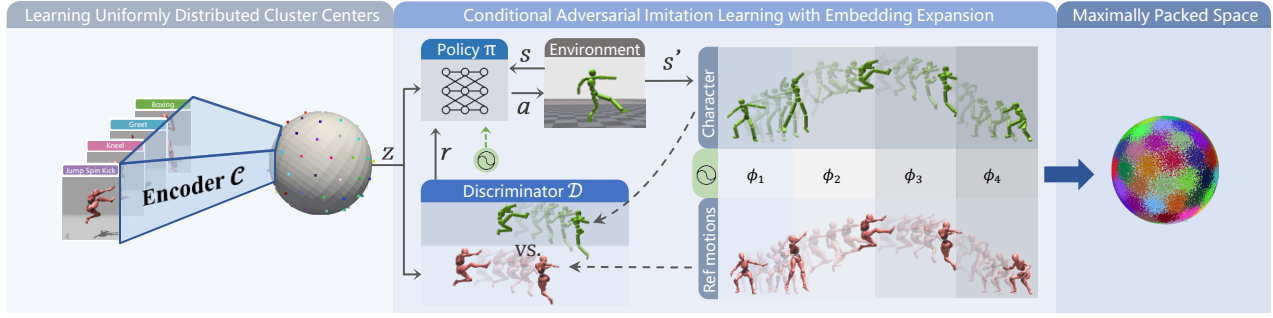 Learning Uniformly Distributed Cluster Centers
Conditional Adversarial Imitation Learning with Embedding Expansion
Maximally Packed Space
Boxing
Greet
Kneel
Jump Spin Kick
Encoder C
z
Policy π
Environment
s
a
s'
r
Discriminator D
vs.
Character
ϕ1 ϕ2 ϕ3 ϕ4
Ref motions